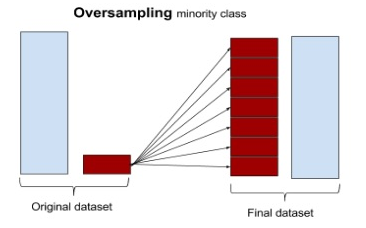 Oversampling minority class
Original dataset
Final dataset